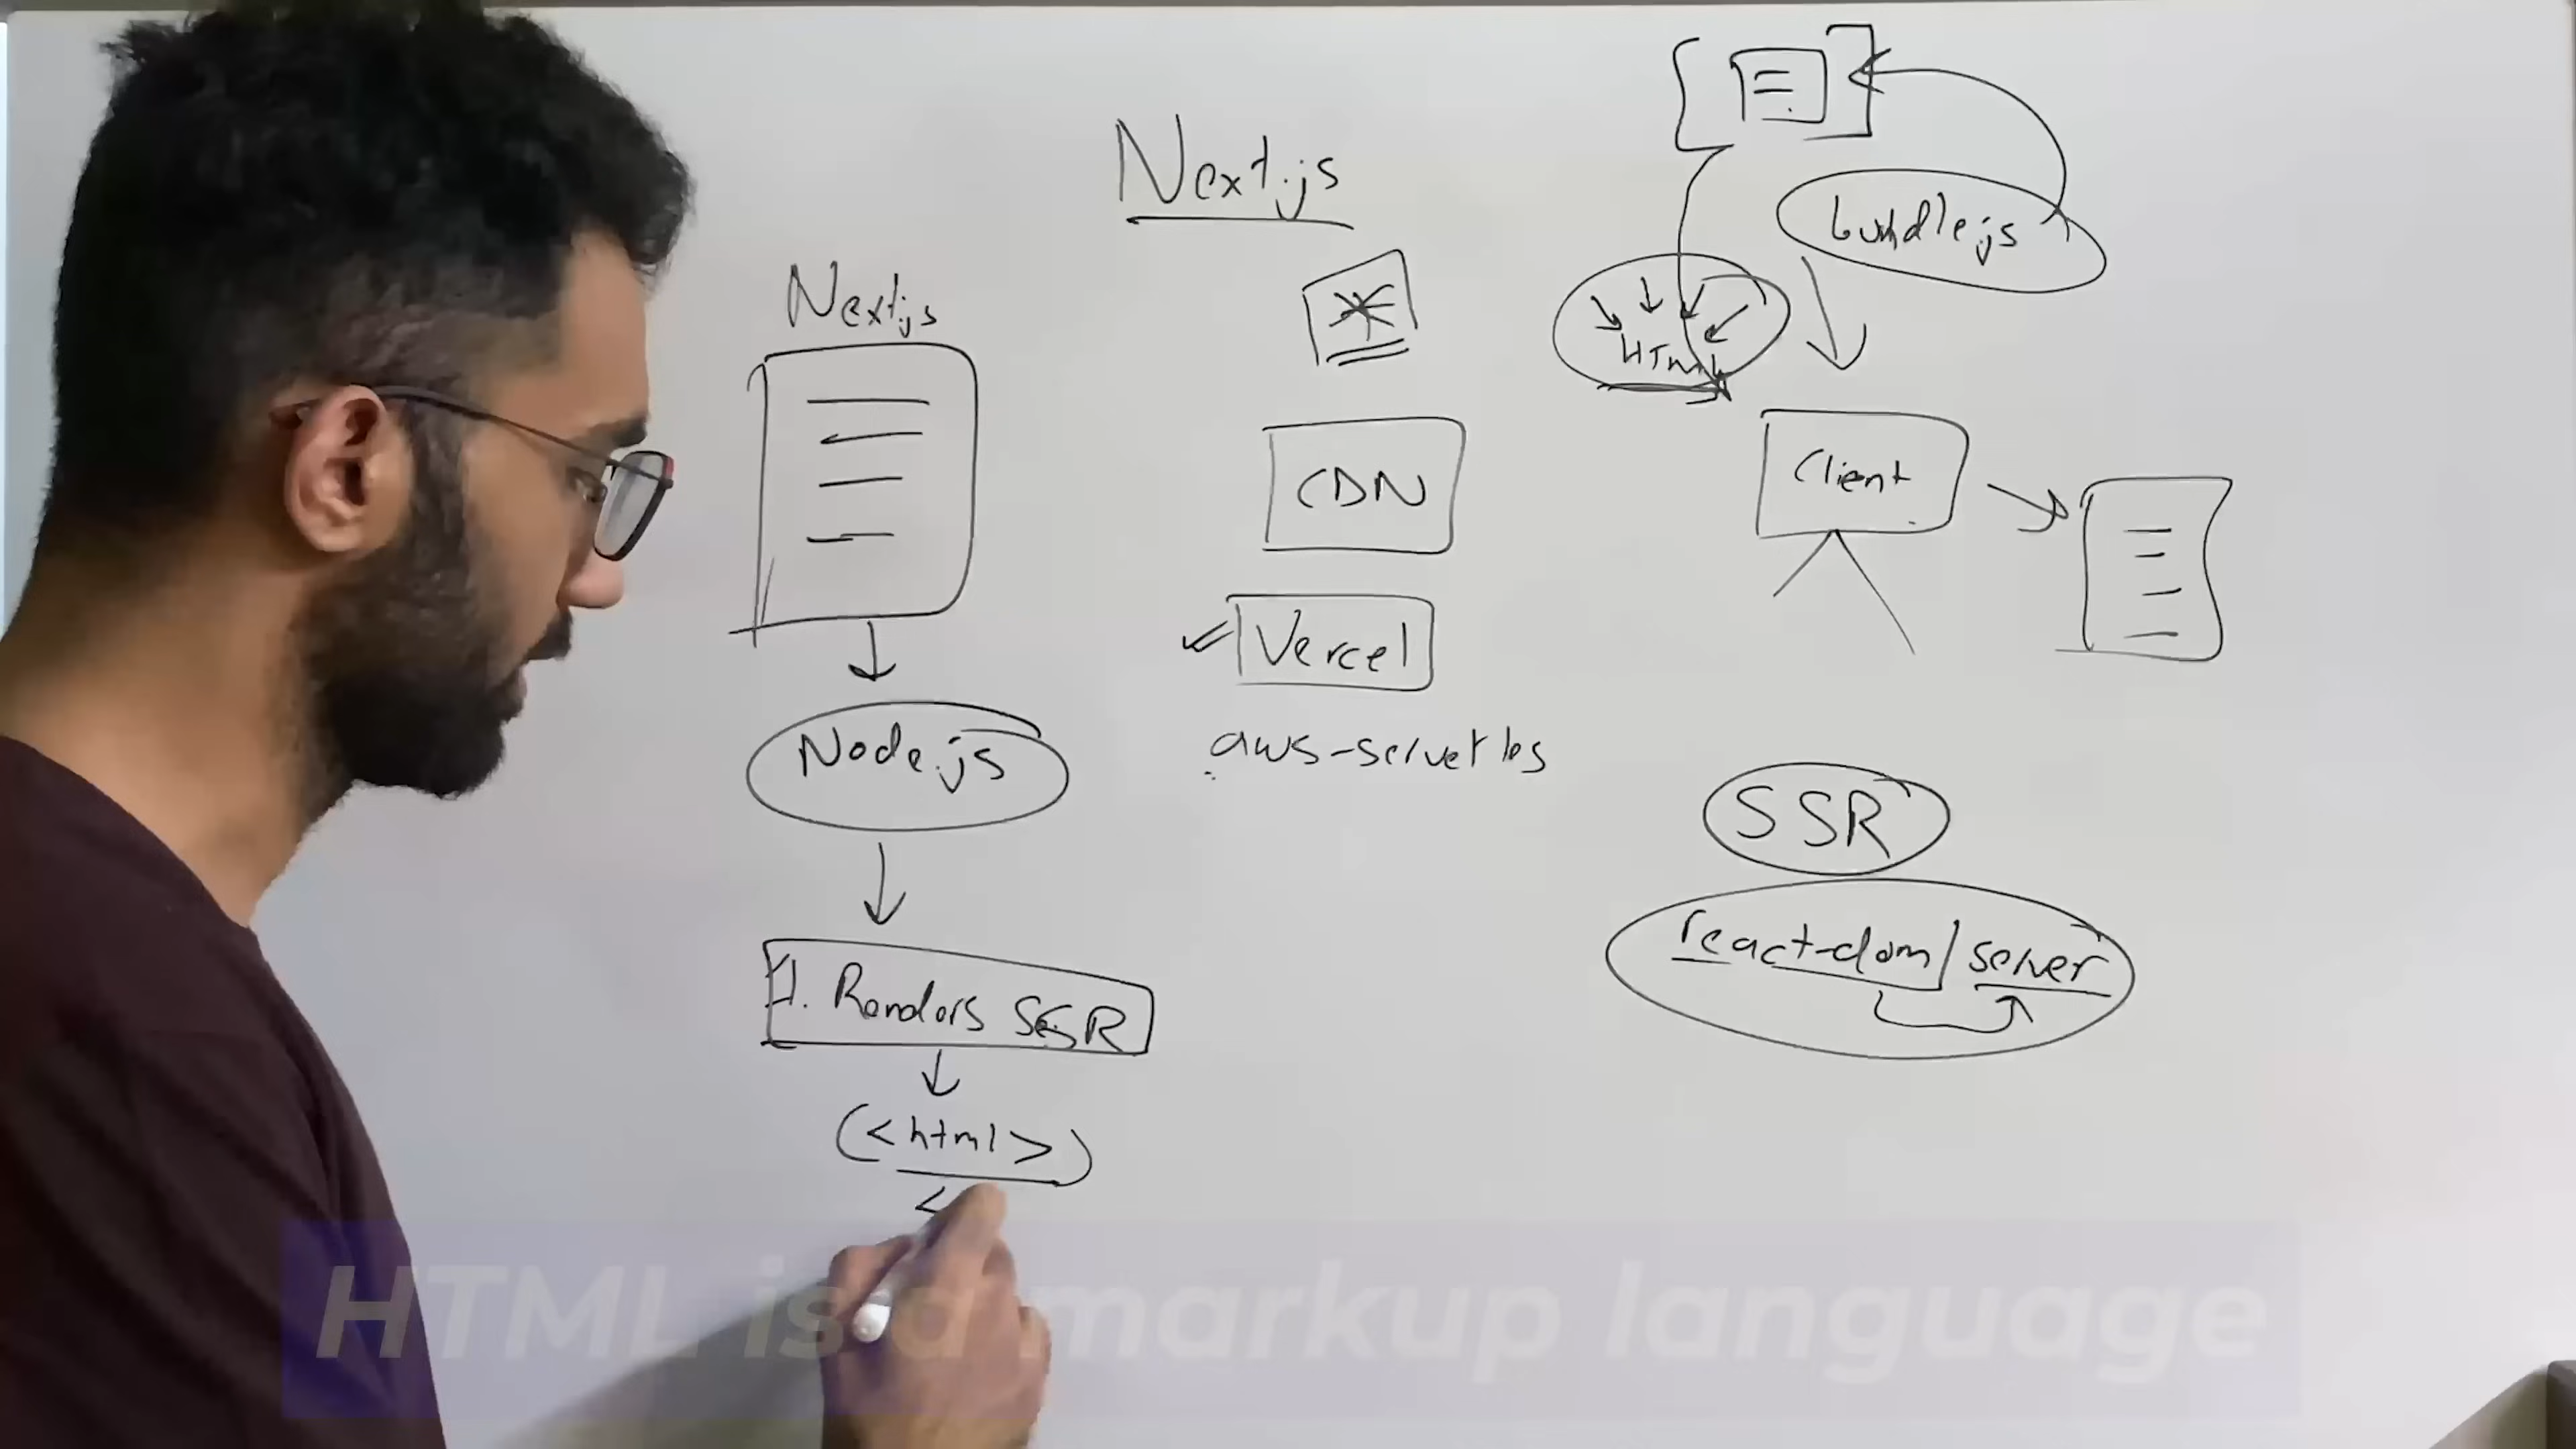 Next.js
bundle.js
HTML
Next.js
CDN
Client
Vercel
Node.js
aws-serverles
SSR
react-dom/server
1. Renders SSR
(<html>)
<
HTML is a markup language